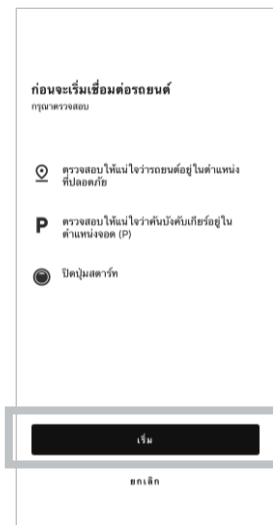 ก่อนจะเริ่มเชื่อมต่อรถยนต์
กรุณาตรวจสอบ
ตรวจสอบให้แน่ใจว่ารถยนต์อยู่ในตำแหน่ง
ที่ปลอดภัย
P
ตรวจสอบให้แน่ใจว่าคันบังคับเกียร์อยู่ใน
ตำแหน่งจอด (P)
ปิดปุ่มสตาร์ท
เริ่ม
ยกเลิก